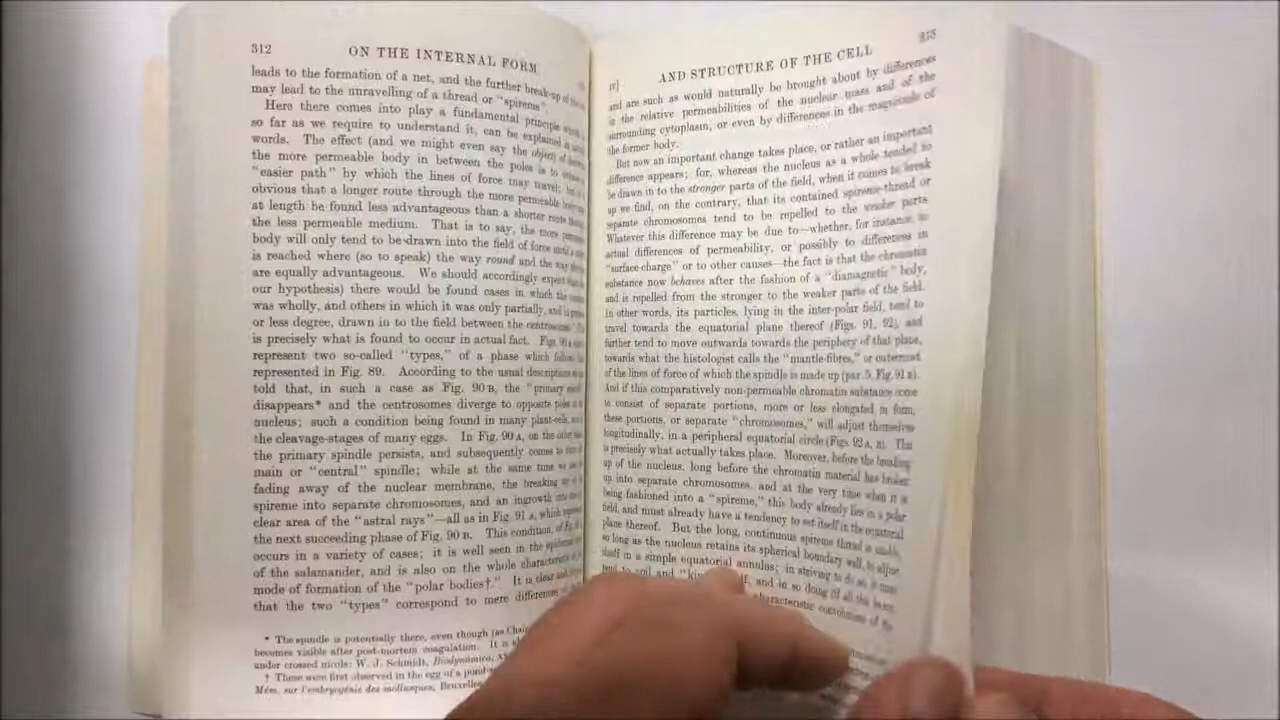 312
ON THE INTERNAL FORM
leads to the formation of a net, and the further break-up of
may lead to the unravelling of a thread or "spireme".
Here there comes into play a fundamental principle
so far as we require to understand it, can be explained
words. The effect (and we might even say the object) of
the more permeable body in between the poles is to
"easier path" by which the lines of force may travel; but
obvious that a longer route through the more permeable
at length be found less advantageous than a shorter route
the less permeable medium. That is to say, the more
body will only tend to be drawn into the field of force until
is reached where (so to speak) the way round and the way
are equally advantageous. We should accordingly expect
our hypothesis) there would be found cases in which the
was wholly, and others in which it was only partially, and
or less degree, drawn in to the field between the centrosomes.
is precisely what is found to occur in actual fact. Figs.
represent two so-called "types," of a phase which follows
represented in Fig. 89. According to the usual descriptions
told that, in such a case as Fig. 90 B, the "primary
disappears* and the centrosomes diverge to opposite poles
nucleus; such a condition being found in many plant-cells,
the cleavage-stages of many eggs. In Fig. 90 A, on the other
the primary spindle persists, and subsequently comes to
main or "central" spindle; while at the same time we
fading away of the nuclear membrane, the breaking up
spireme into separate chromosomes, and an ingrowth
clear area of the "astral rays"—all as in Fig. 91 A, which
the next succeeding phase of Fig. 90 B. This condition, of
occurs in a variety of cases; it is well seen in the
of the salamander, and is also on the whole characteristic
mode of formation of the "polar bodies†." It is clear and
that the two "types" correspond to mere differences
* The spindle is potentially there, even though (as
becomes visible after post-mortem coagulation. It is
under crossed nicols: W. J. Schmidt, Biodynamica,
† These were first observed in the egg of a pond-
Mém. sur l'embryogénie des mollusques, Bruxelles
IV]
AND STRUCTURE OF THE CELL
and are such as would naturally be brought about by differences
in the relative permeabilities of the nuclear mass and of the
surrounding cytoplasm, or even by differences in the magnitude of
the former body.
But now an important change takes place, or rather an important
difference appears; for, whereas the nucleus as a whole tended to
be drawn in to the stronger parts of the field, when it comes to break
up we find, on the contrary, that its contained spireme-thread or
separate chromosomes tend to be repelled to the weaker parts
Whatever this difference may be due to—whether, for instance, to
actual differences of permeability, or possibly to differences in
"surface-charge" or to other causes—the fact is that the chromatin
substance now behaves after the fashion of a "diamagnetic" body,
and is repelled from the stronger to the weaker parts of the field.
In other words, its particles, lying in the inter-polar field, tend to
travel towards the equatorial plane thereof (Figs. 91, 92), and
further tend to move outwards towards the periphery of that plane,
towards what the histologist calls the "mantle-fibres," or outermost
of the lines of force of which the spindle is made up (par. 5, Fig. 91 B).
And if this comparatively non-permeable chromatin substance come
to consist of separate portions, more or less elongated in form,
these portions, or separate "chromosomes," will adjust themselves
longitudinally, in a peripheral equatorial circle (Figs. 92 A, B). This
is precisely what actually takes place. Moreover, before the breaking
up of the nucleus, long before the chromatin material has broken
up into separate chromosomes, and at the very time when it is
being fashioned into a "spireme," this body already lies in a polar
field, and must already have a tendency to set itself in the equatorial
plane thereof. But the long, continuous spireme thread is unable,
so long as the nucleus retains its spherical boundary wall, to adjust
itself in a simple equatorial annulus; in striving to do so, it must
tend to coil and and in so doing (if all this be so)
characteristic convolutions of the